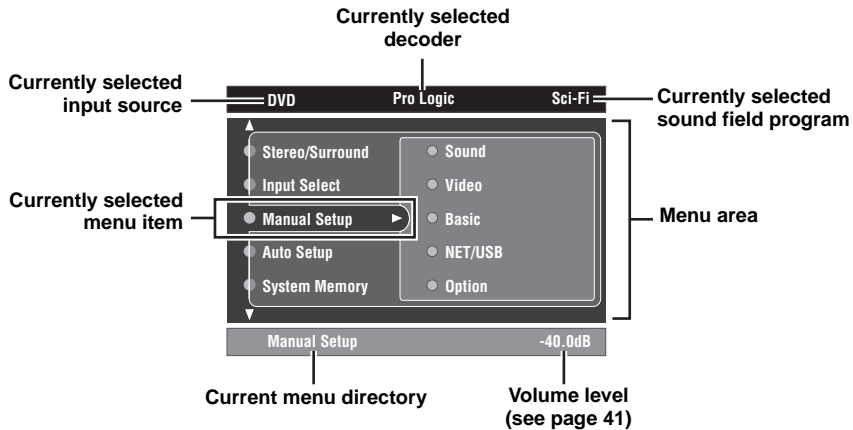 Currently selected
decoder
Currently selected
input source
DVD
Pro Logic
Sci-Fi
Currently selected
sound field program
Stereo/Surround
Sound
Input Select
Video
Currently selected
menu item
Manual Setup
Basic
Menu area
Auto Setup
NET/USB
System Memory
Option
Manual Setup
-40.0dB
Current menu directory
Volume level
(see page 41)